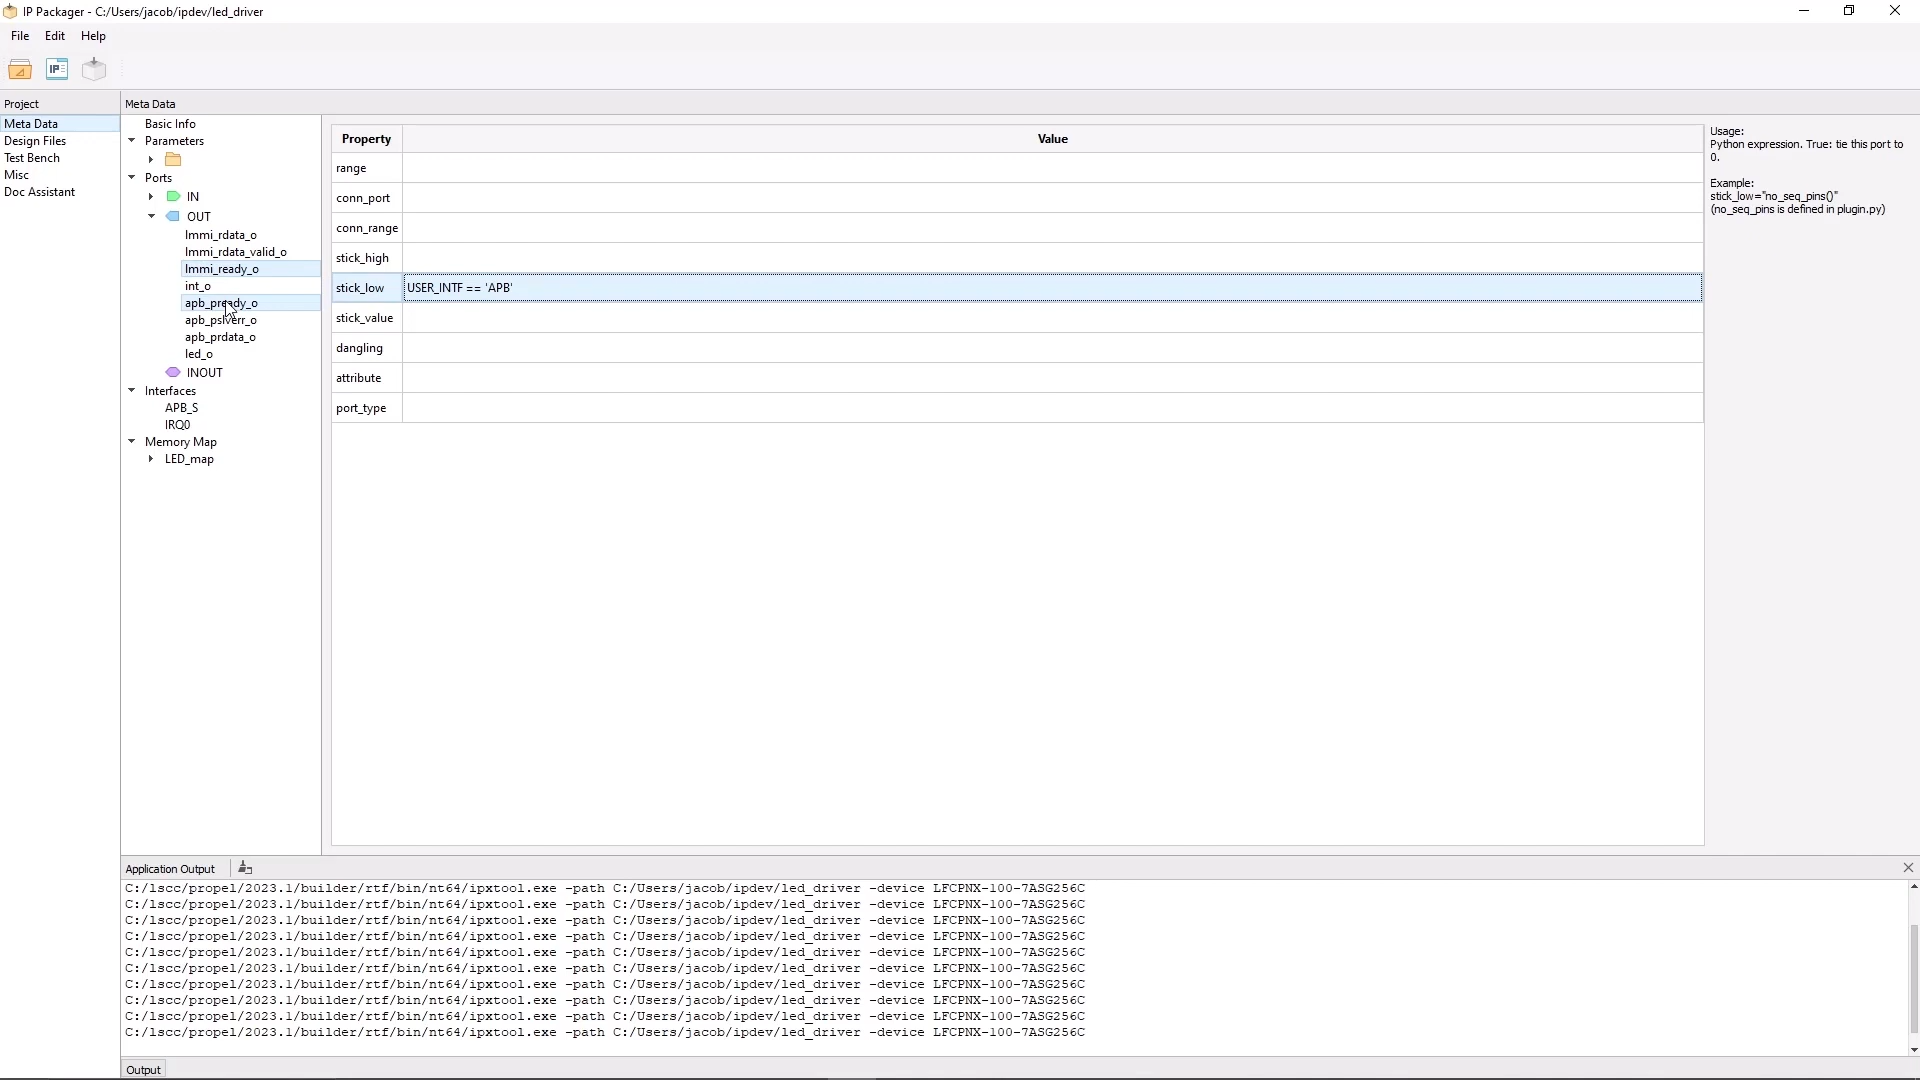 IP Packager - C:/Users/jacob/ipdev/led_driver
File Edit Help
Project
Meta Data
Design Files
Test Bench
Misc
Doc Assistant
Meta Data
Basic Info
Parameters
Ports
IN
OUT
lmmi_rdata_o
lmmi_rdata_valid_o
lmmi_ready_o
int_o
apb_pready_o
apb_pslverr_o
apb_prdata_o
led_o
INOUT
Interfaces
APB_S
IRQ0
Memory Map
LED_map
Property Value
range
conn_port
conn_range
stick_high
stick_low USER_INTF == 'APB'
stick_value
dangling
attribute
port_type
Usage:
Python expression. True: tie this port to
0.
Example:
stick_low="no_seq_pins()"
(no_seq_pins is defined in plugin.py)
Application Output
C:/lscc/propel/2023.1/builder/rtf/bin/nt64/ipxtool.exe -path C:/Users/jacob/ipdev/led_driver -device LFCPNX-100-7ASG256C
C:/lscc/propel/2023.1/builder/rtf/bin/nt64/ipxtool.exe -path C:/Users/jacob/ipdev/led_driver -device LFCPNX-100-7ASG256C
C:/lscc/propel/2023.1/builder/rtf/bin/nt64/ipxtool.exe -path C:/Users/jacob/ipdev/led_driver -device LFCPNX-100-7ASG256C
C:/lscc/propel/2023.1/builder/rtf/bin/nt64/ipxtool.exe -path C:/Users/jacob/ipdev/led_driver -device LFCPNX-100-7ASG256C
C:/lscc/propel/2023.1/builder/rtf/bin/nt64/ipxtool.exe -path C:/Users/jacob/ipdev/led_driver -device LFCPNX-100-7ASG256C
C:/lscc/propel/2023.1/builder/rtf/bin/nt64/ipxtool.exe -path C:/Users/jacob/ipdev/led_driver -device LFCPNX-100-7ASG256C
C:/lscc/propel/2023.1/builder/rtf/bin/nt64/ipxtool.exe -path C:/Users/jacob/ipdev/led_driver -device LFCPNX-100-7ASG256C
C:/lscc/propel/2023.1/builder/rtf/bin/nt64/ipxtool.exe -path C:/Users/jacob/ipdev/led_driver -device LFCPNX-100-7ASG256C
C:/lscc/propel/2023.1/builder/rtf/bin/nt64/ipxtool.exe -path C:/Users/jacob/ipdev/led_driver -device LFCPNX-100-7ASG256C
C:/lscc/propel/2023.1/builder/rtf/bin/nt64/ipxtool.exe -path C:/Users/jacob/ipdev/led_driver -device LFCPNX-100-7ASG256C
Output